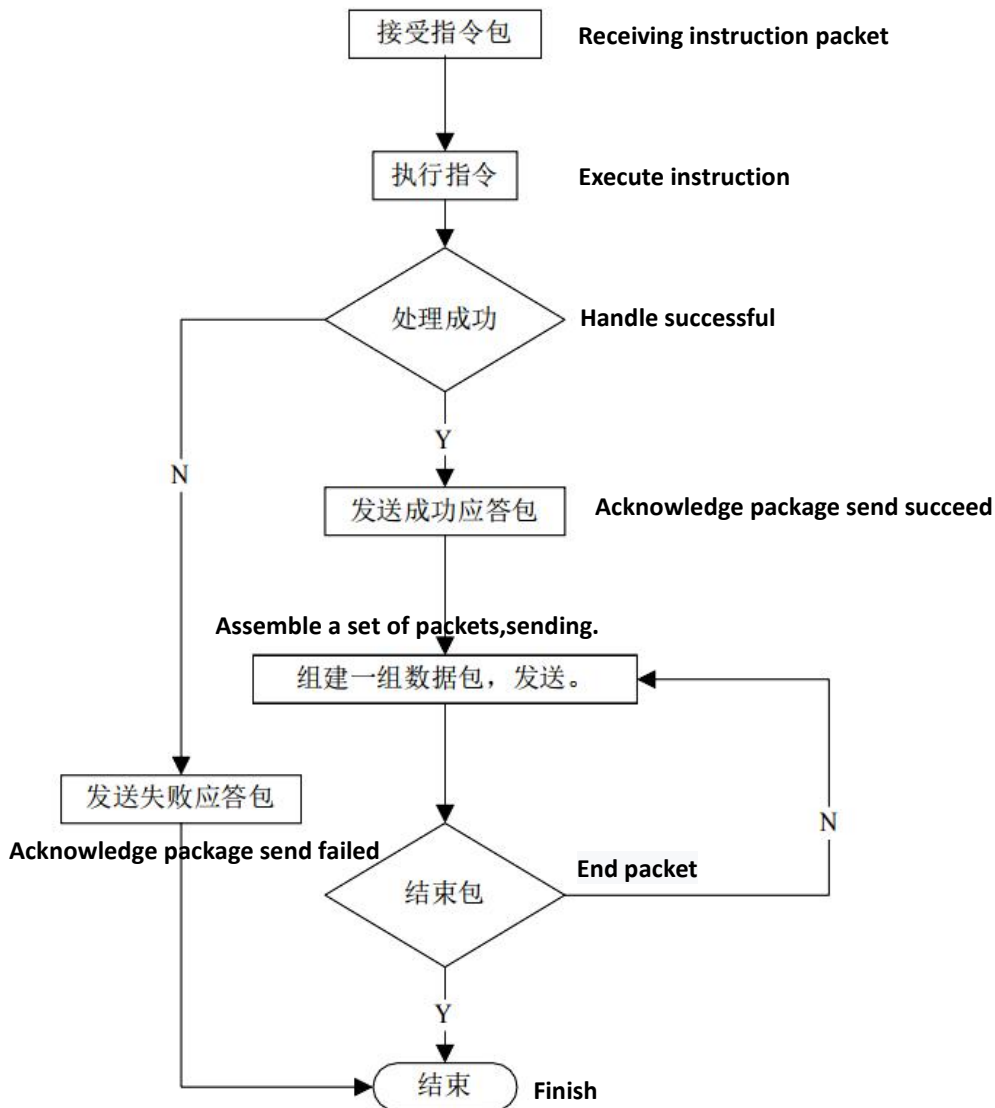 接受指令包
Receiving instruction packet
执行指令
Execute instruction
处理成功
Handle successful
Y
N
发送成功应答包
Acknowledge package send succeed
Assemble a set of packets,sending.
组建一组数据包，发送。
发送失败应答包
N
Acknowledge package send failed
结束包
End packet
Y
结束
Finish